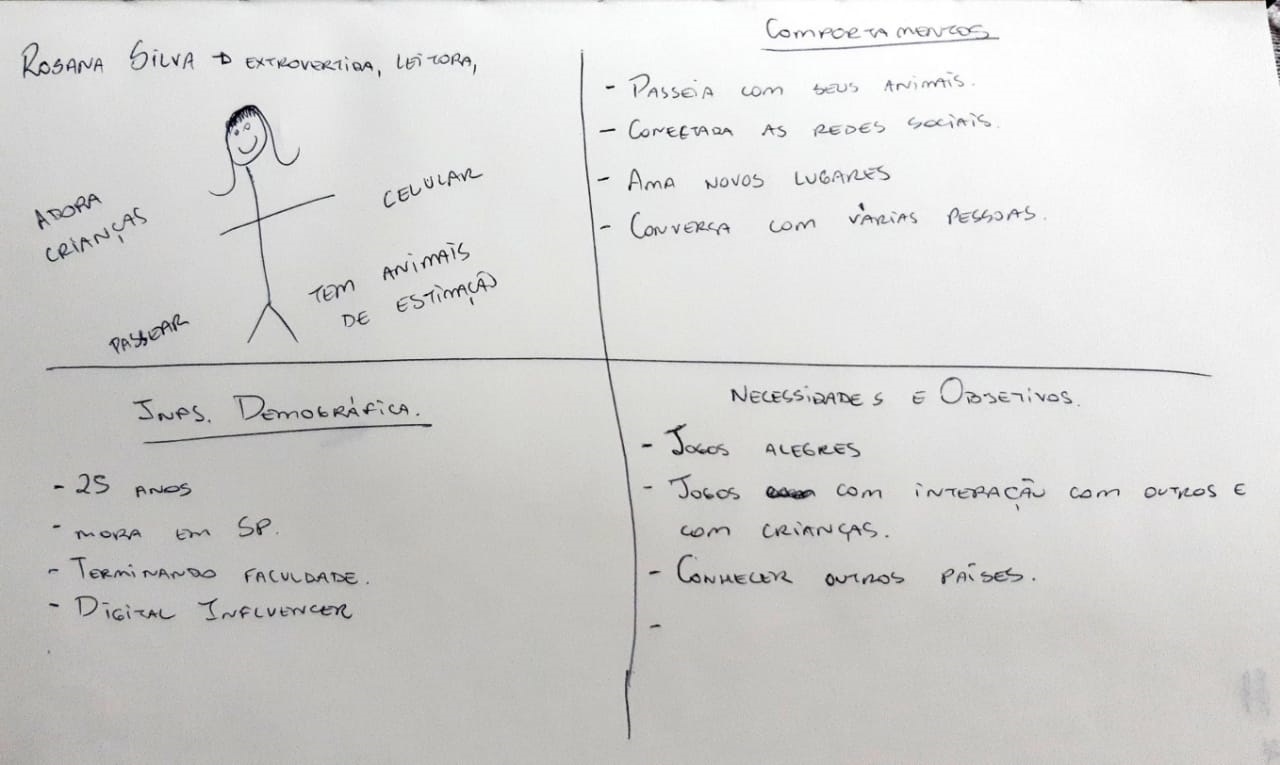 ROSANA SILVA → EXTROVERTIDA, LEITORA,
ADORA
CRIANÇAS
CELULAR
TEM ANIMAIS
DE ESTIMAÇÃO
PASSEAR
COMPORTAMENTOS
- PASSEIA COM SEUS ANIMAIS.
- CONECTADA AS REDES SOCIAIS.
- AMA NOVOS LUGARES
- CONVERSA COM VÁRIAS PESSOAS.
INFS. DEMOGRÁFICA.
- 25 ANOS
- MORA EM SP.
- TERMINANDO FACULDADE.
- DIGITAL INFLUENCER
NECESSIDADES E OBJETIVOS.
- JOGOS ALEGRES
- JOGOS COM INTERAÇÃO COM OUTROS E
COM CRIANÇAS.
- CONHECER OUTROS PAÍSES.
-